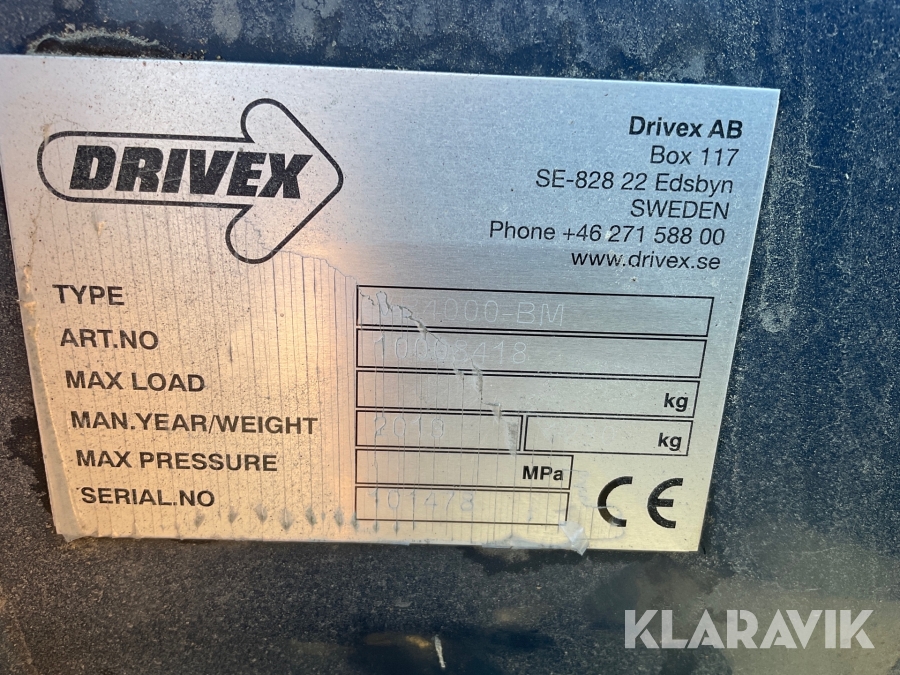 DRIVEX
Drivex AB
Box 117
SE-828 22 Edsbyn
SWEDEN
Phone +46 271 588 00
www.drivex.se
TYPE
ART.NO
MAX LOAD kg
MAN.YEAR/WEIGHT kg
MAX PRESSURE MPa
SERIAL.NO 101478
CE
KLARAVIK